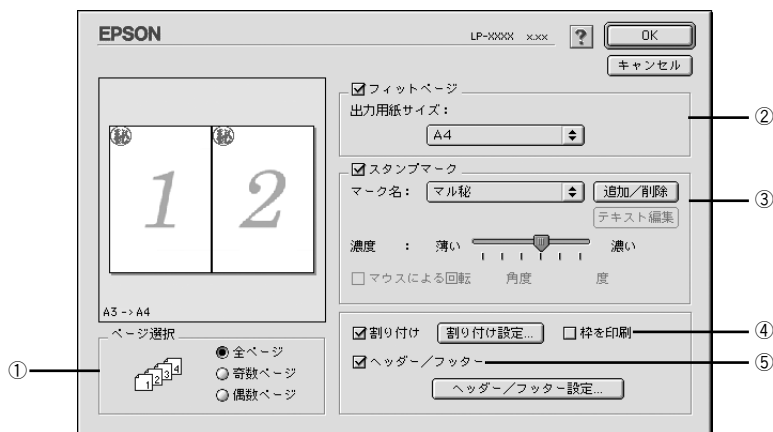 EPSON
LP-XXXX x.xx
?
OK
キャンセル
フィットページ
出力用紙サイズ：
A4
秘
秘
1
2
スタンプマーク
マーク名：
マル秘
追加／削除
テキスト編集
濃度 ：
薄い
濃い
マウスによる回転
角度
度
A3 -> A4
ページ選択
1 2 3 4
全ページ
奇数ページ
偶数ページ
割り付け
割り付け設定...
枠を印刷
ヘッダー／フッター
ヘッダー／フッター設定...
①
②
③
④
⑤